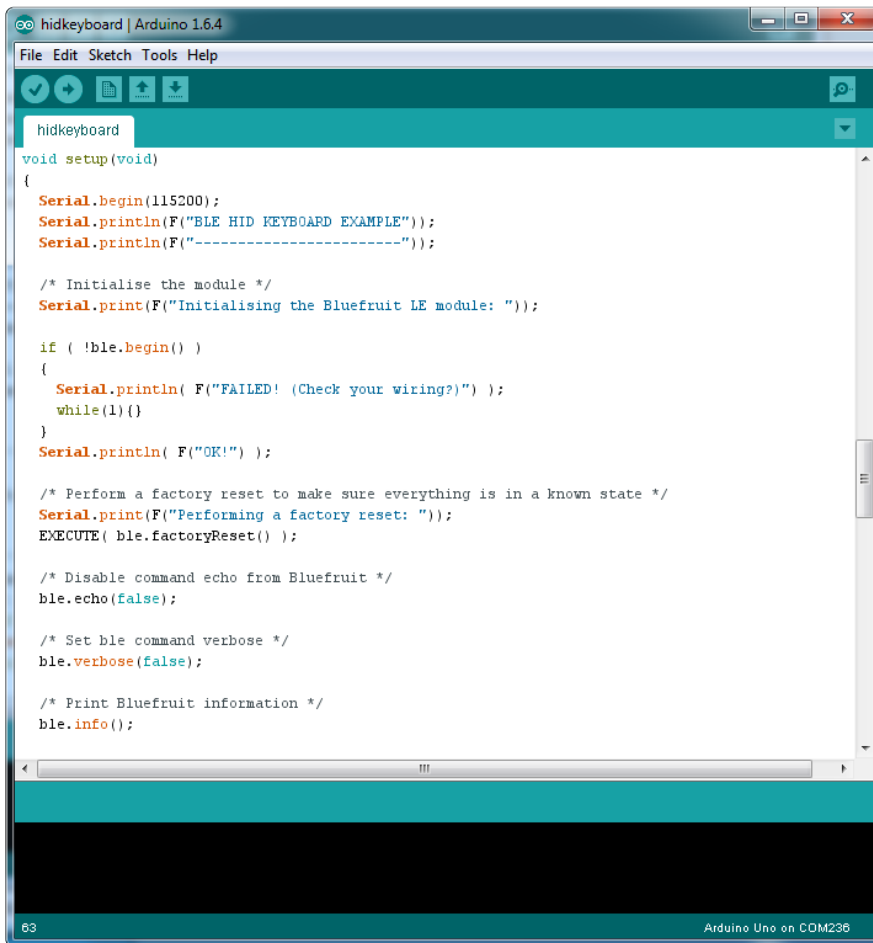 hidkeyboard | Arduino 1.6.4
File Edit Sketch Tools Help
hidkeyboard
void setup(void)
{
  Serial.begin(115200);
  Serial.println(F("BLE HID KEYBOARD EXAMPLE"));
  Serial.println(F("------------------------"));

  /* Initialise the module */
  Serial.print(F("Initialising the Bluefruit LE module: "));

  if ( !ble.begin() )
  {
    Serial.println( F("FAILED! (Check your wiring?)") );
    while(1){}
  }
  Serial.println( F("OK!") );

  /* Perform a factory reset to make sure everything is in a known state */
  Serial.print(F("Performing a factory reset: "));
  EXECUTE( ble.factoryReset() );

  /* Disable command echo from Bluefruit */
  ble.echo(false);

  /* Set ble command verbose */
  ble.verbose(false);

  /* Print Bluefruit information */
  ble.info();
63
Arduino Uno on COM236